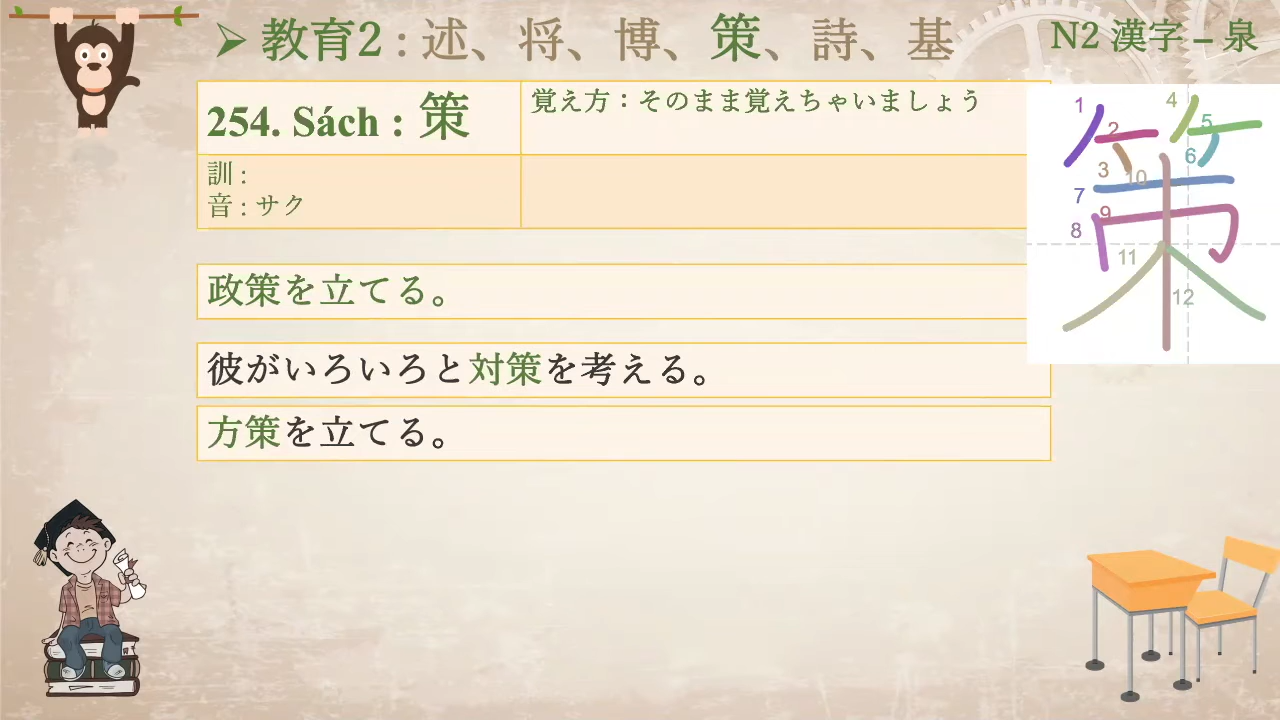 ➢ 教育2 : 述、将、博、策、詩、基
N2 漢字 – 泉
254. Sách : 策
覚え方：そのまま覚えちゃいましょう
訓 :
音 : サク
政策を立てる。
彼がいろいろと対策を考える。
方策を立てる。
1
2
3
4
5
6
7
8
9
10
11
12
策